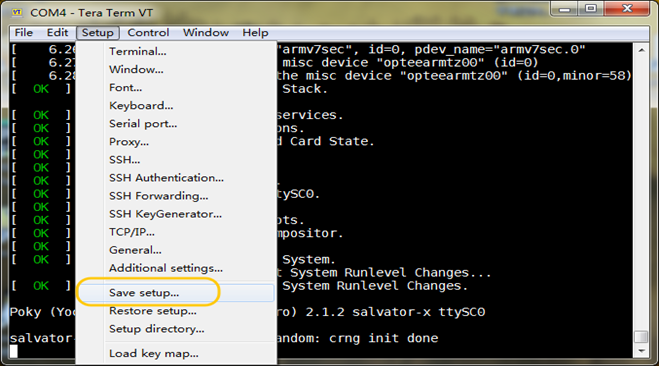 COM4 - Tera Term VT
File Edit Setup Control Window Help
[ 6.26 "armv7sec", id=0, pdev_name="armv7sec.0"
[ 6.27 misc device "opteearmtz00" (id=0)
[ 6.28 the misc device "opteearmtz00" (id=0,minor=58)
[ OK ] Stack.
[ OK ] ervices.
[ OK ] ons.
[ OK ] d Card State.
[ OK ]
[ OK ]
[ OK ] .
[ OK ] tySC0.
[ OK ]
[ OK ] ots.
[ OK ] mpositor.
[ OK ]
[ OK ] System.
t System Runlevel Changes...
[ OK ] System Runlevel Changes.
Poky (Yo ro) 2.1.2 salvator-x ttySC0
salvator- andom: crng init done
Terminal...
Window...
Font...
Keyboard...
Serial port...
Proxy...
SSH...
SSH Authentication...
SSH Forwarding...
SSH KeyGenerator...
TCP/IP...
General...
Additional settings...
Save setup...
Restore setup...
Setup directory...
Load key map...